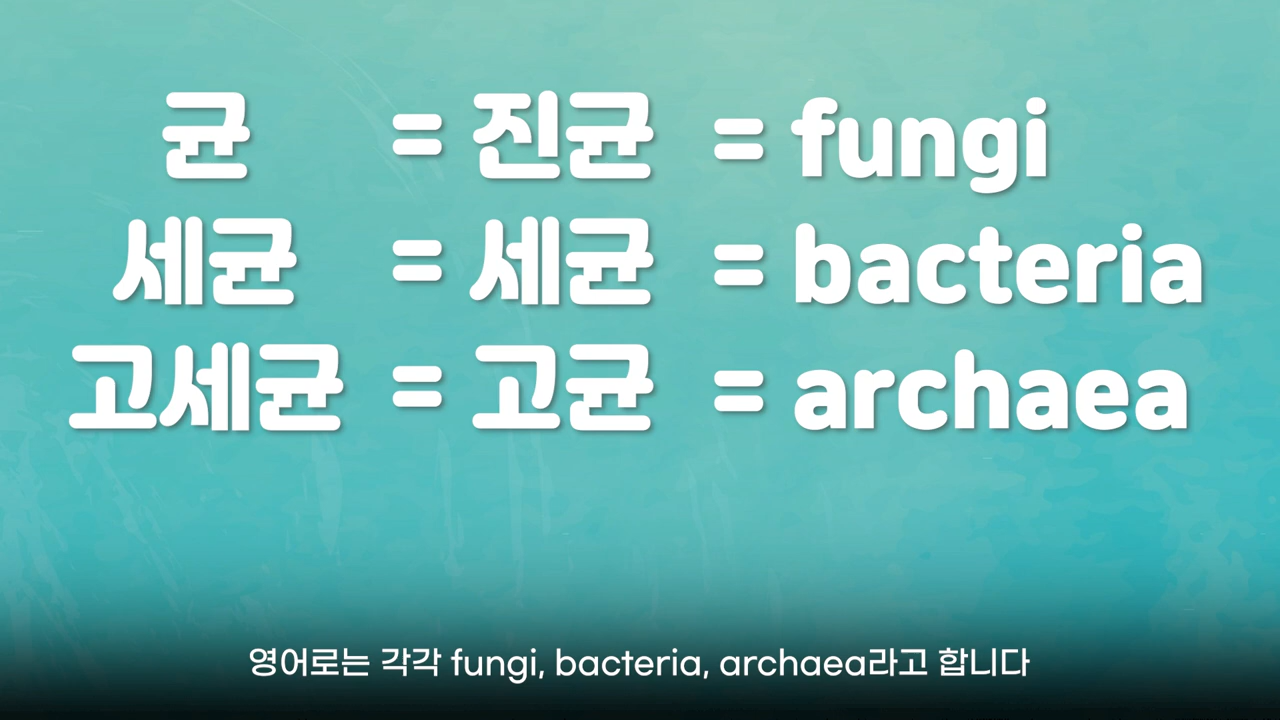 균 = 진균 = fungi
세균 = 세균 = bacteria
고세균 = 고균 = archaea
영어로는 각각 fungi, bacteria, archaea라고 합니다